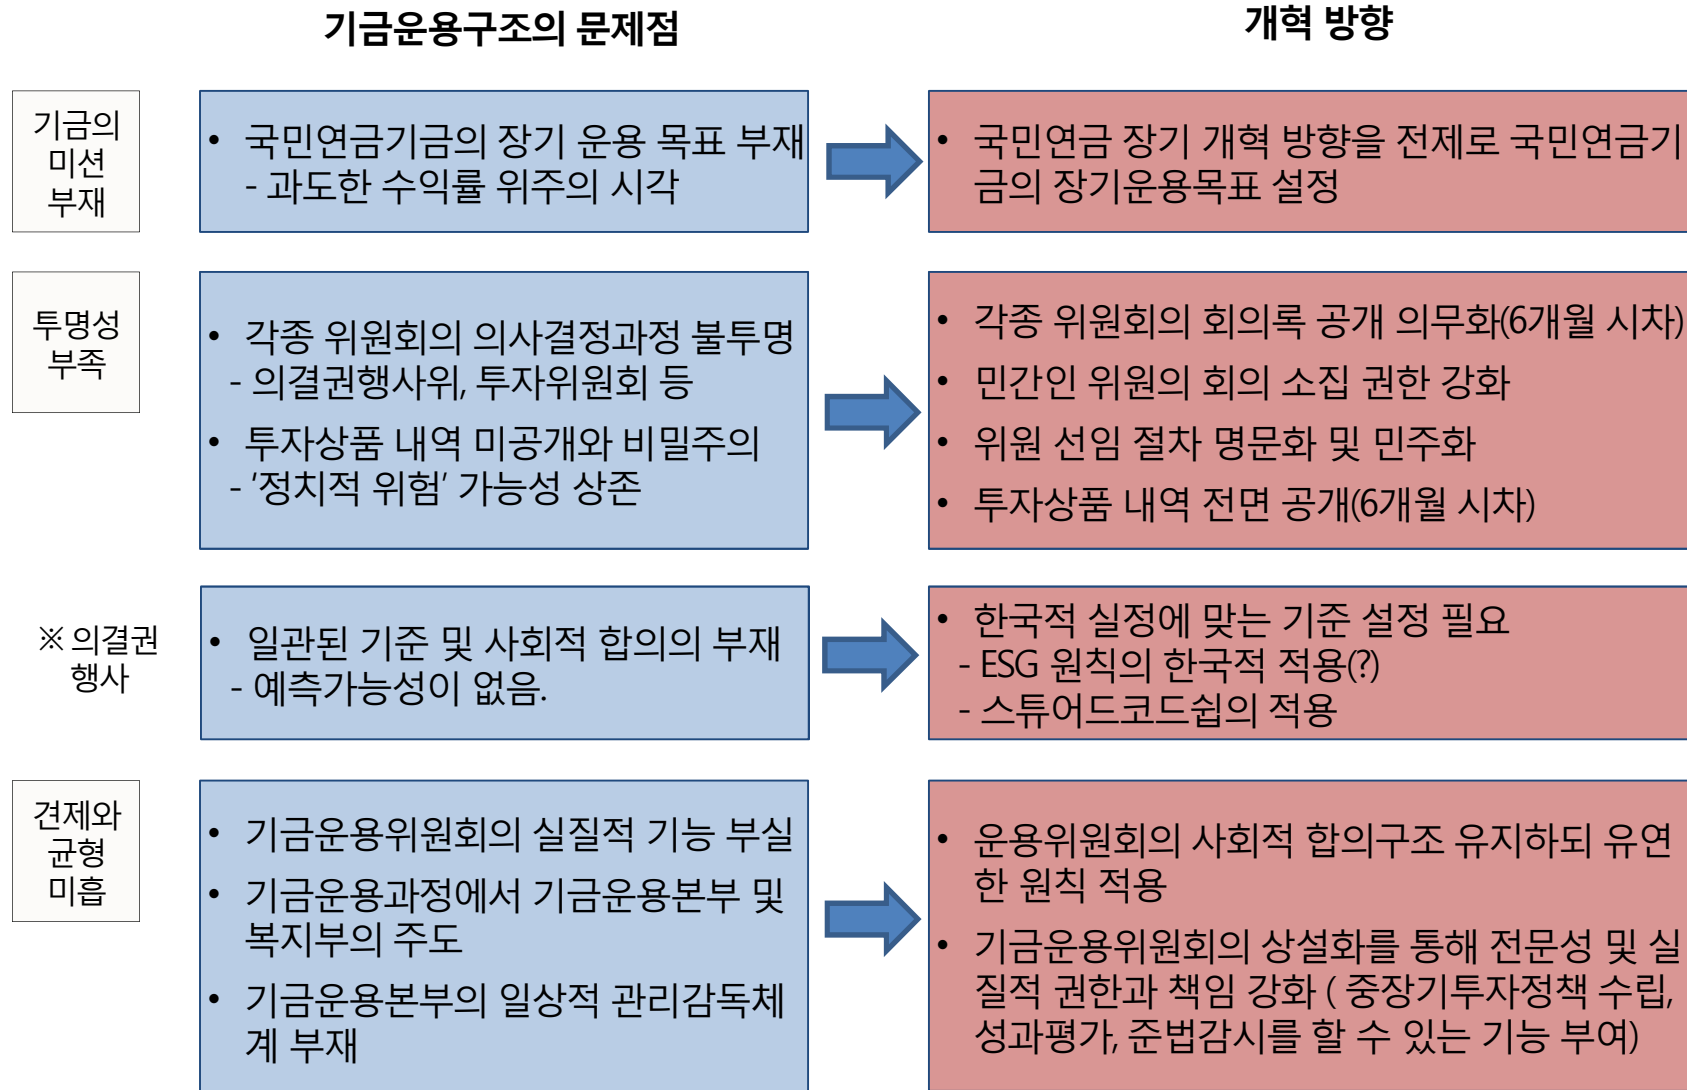 기금운용구조의 문제점
개혁 방향
기금의
미션
부재
• 국민연금기금의 장기 운용 목표 부재
- 과도한 수익률 위주의 시각
• 국민연금 장기 개혁 방향을 전제로 국민연금기
금의 장기운용목표 설정
투명성
부족
• 각종 위원회의 의사결정과정 불투명
- 의결권행사위, 투자위원회 등
• 투자상품 내역 미공개와 비밀주의
- '정치적 위험' 가능성 상존
• 각종 위원회의 회의록 공개 의무화(6개월 시차)
• 민간인 위원의 회의 소집 권한 강화
• 위원 선임 절차 명문화 및 민주화
• 투자상품 내역 전면 공개(6개월 시차)
※ 의결권
행사
• 일관된 기준 및 사회적 합의의 부재
- 예측가능성이 없음.
• 한국적 실정에 맞는 기준 설정 필요
- ESG 원칙의 한국적 적용(?)
- 스튜어드코드쉽의 적용
견제와
균형
미흡
• 기금운용위원회의 실질적 기능 부실
• 기금운용과정에서 기금운용본부 및
복지부의 주도
• 기금운용본부의 일상적 관리감독체
계 부재
• 운용위원회의 사회적 합의구조 유지하되 유연
한 원칙 적용
• 기금운용위원회의 상설화를 통해 전문성 및 실
질적 권한과 책임 강화 ( 중장기투자정책 수립,
성과평가, 준법감시를 할 수 있는 기능 부여)